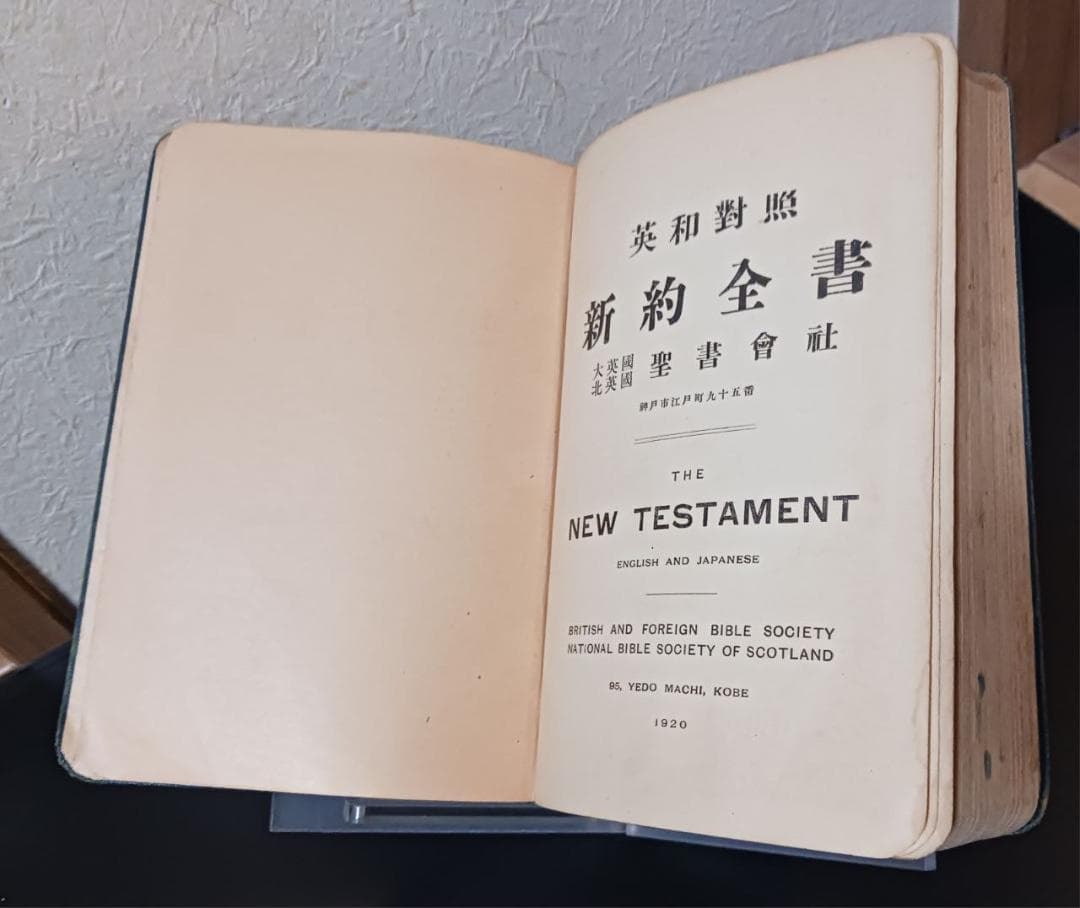 英和對照
新約全書
大英國
北英國 聖書會社
神戸市江戸町九十五番
THE
NEW TESTAMENT
ENGLISH AND JAPANESE
BRITISH AND FOREIGN BIBLE SOCIETY
NATIONAL BIBLE SOCIETY OF SCOTLAND
95, YEDO MACHI, KOBE
1920